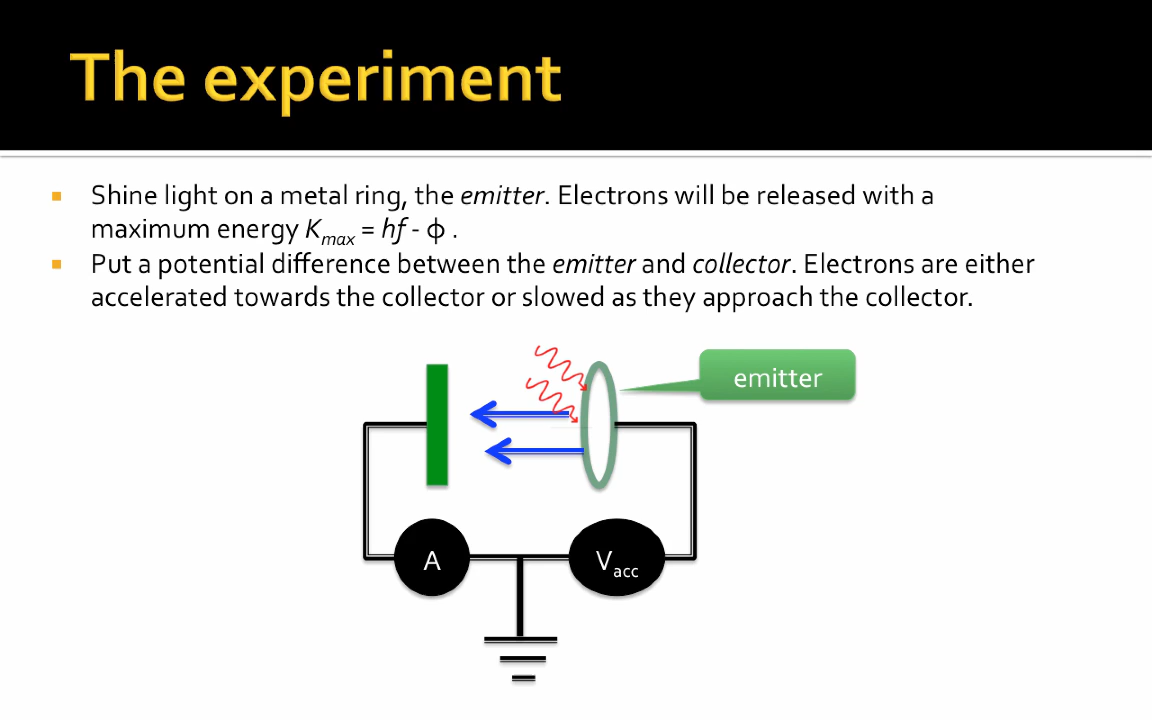 The experiment
▪ Shine light on a metal ring, the emitter. Electrons will be released with a
maximum energy Kmax = hf - ϕ .
▪ Put a potential difference between the emitter and collector. Electrons are either
accelerated towards the collector or slowed as they approach the collector.
emitter
A
Vacc